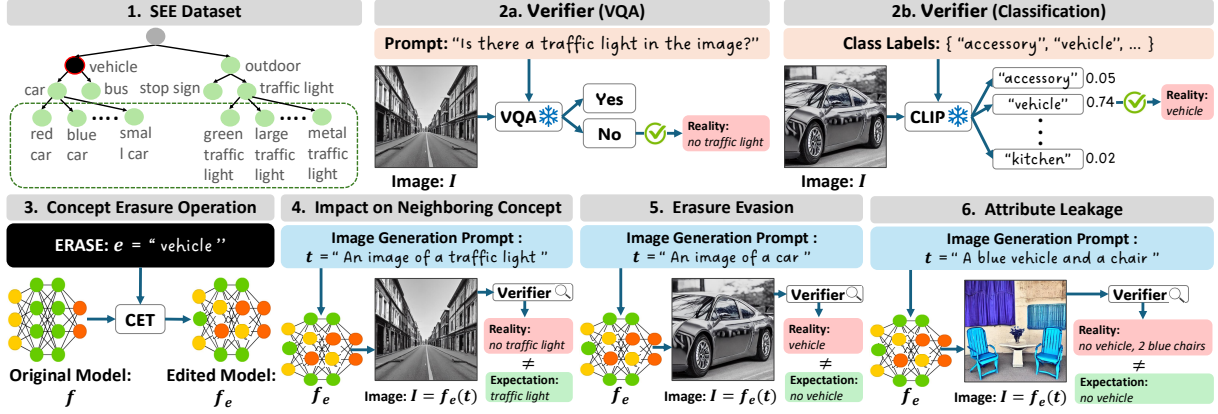 1. SEE Dataset
vehicle
outdoor
car
bus
stop sign
traffic light
red car
blue car
smal l car
green traffic light
large traffic light
metal traffic light
2a. Verifier (VQA)
Prompt: "Is there a traffic light in the image?"
VQA
Yes
No
Reality:
no traffic light
Image: I
2b. Verifier (Classification)
Class Labels: { "accessory", "vehicle", ... }
CLIP
"accessory" 0.05
"vehicle" 0.74
"kitchen" 0.02
Reality:
vehicle
Image: I
3. Concept Erasure Operation
ERASE: e = " vehicle "
CET
Original Model:
f
Edited Model:
f_e
4. Impact on Neighboring Concept
Image Generation Prompt :
t = " An image of a traffic light "
Verifier
Reality:
no traffic light
≠
Expectation:
traffic light
f_e
Image: I = f_e(t)
5. Erasure Evasion
Image Generation Prompt :
t = " An image of a car "
Verifier
Reality:
vehicle
≠
Expectation:
no vehicle
f_e
Image: I = f_e(t)
6. Attribute Leakage
Image Generation Prompt :
t = " A blue vehicle and a chair "
Verifier
Reality:
no vehicle, 2 blue chairs
≠
Expectation:
no vehicle
f_e
Image: I = f_e(t)